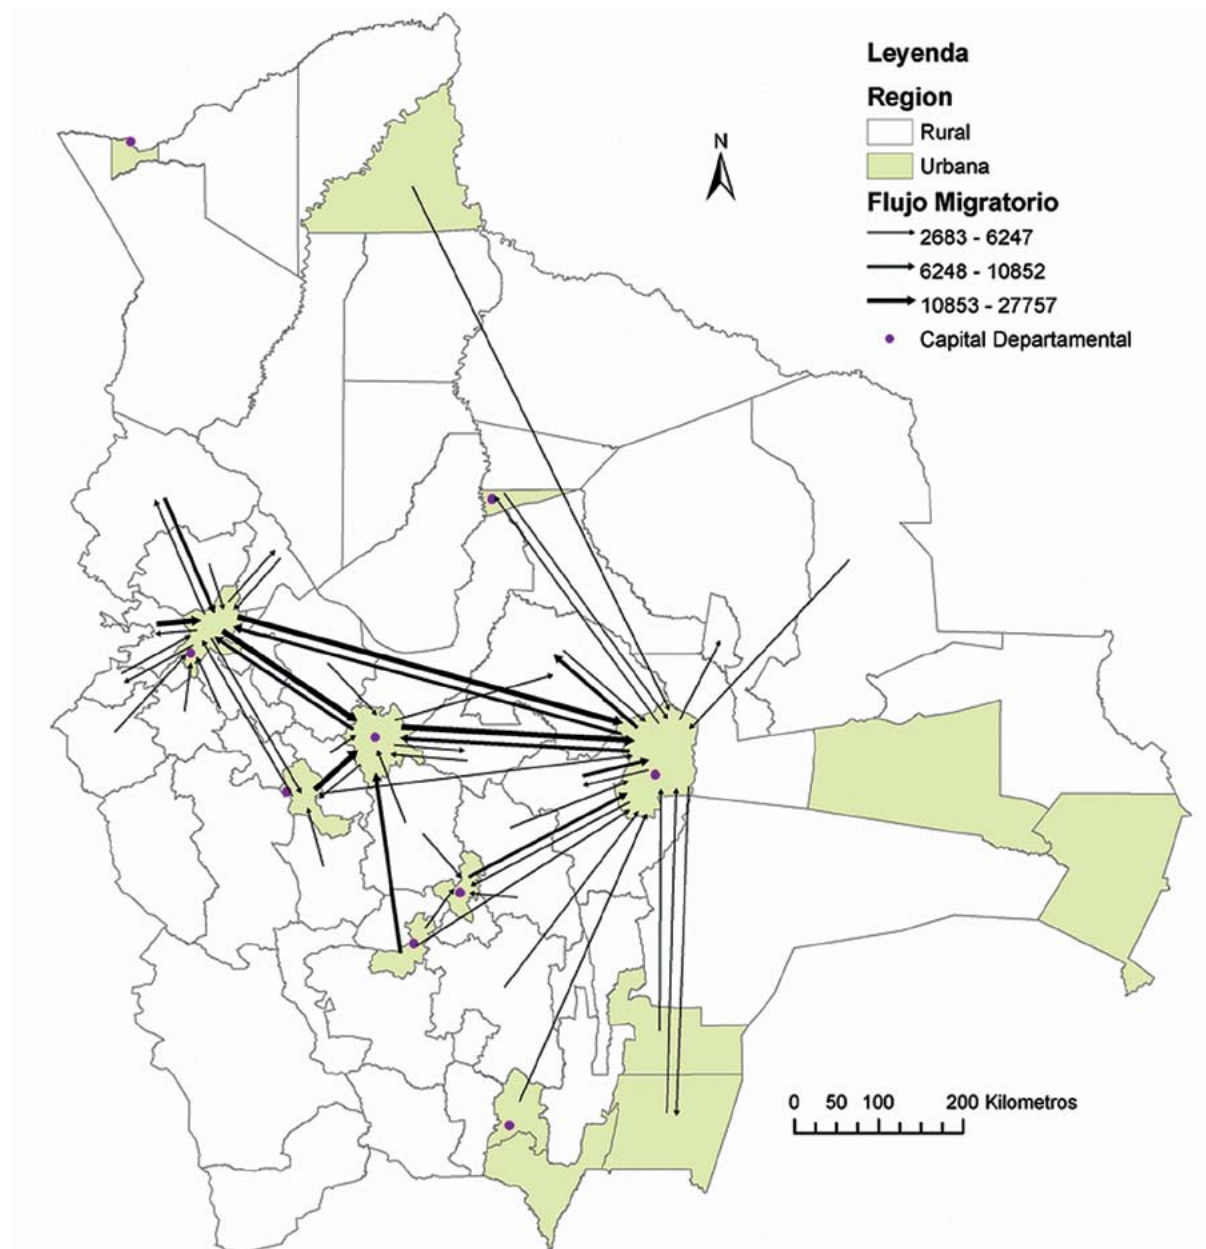 Leyenda
Region
Rural
Urbana
Flujo Migratorio
2683 - 6247
6248 - 10852
10853 - 27757
Capital Departamental
N
0 50 100 200 Kilometros